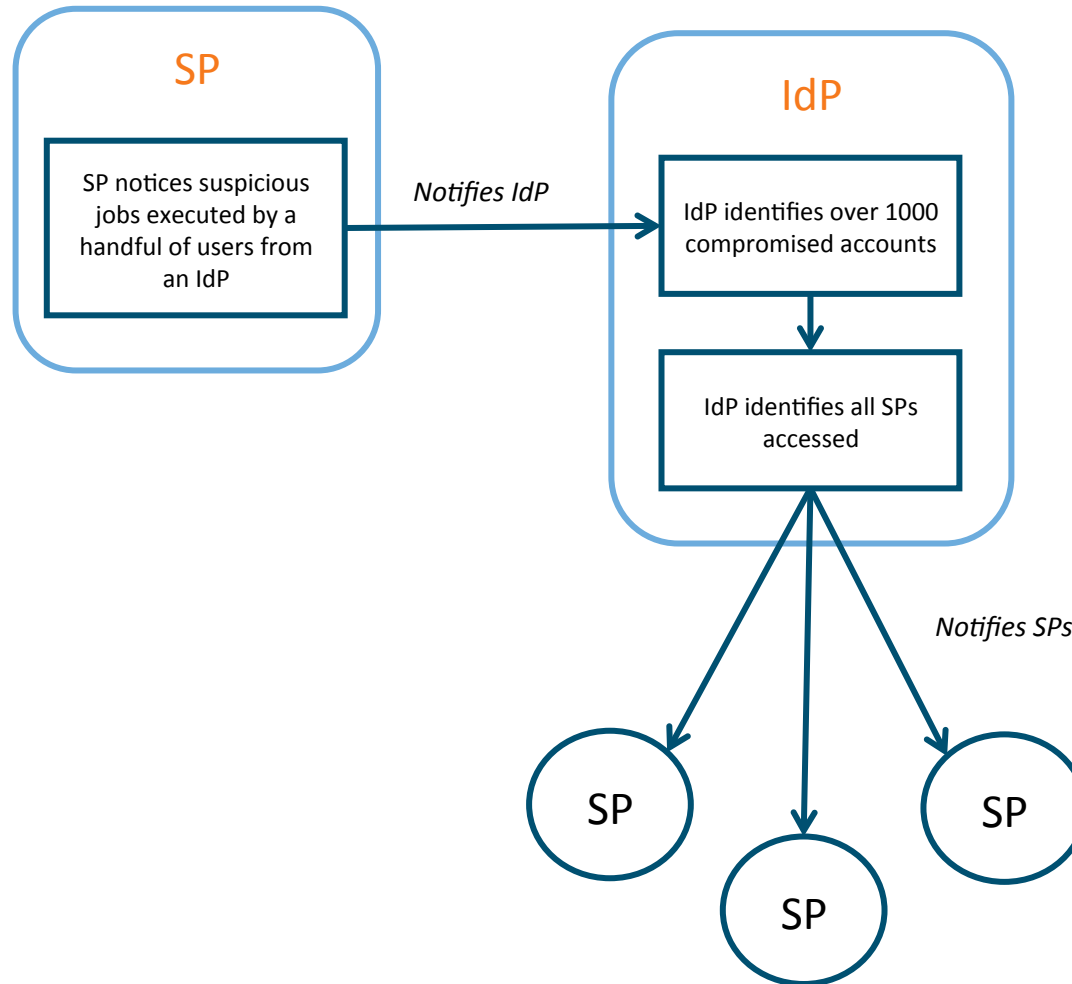 SP
SP notices suspicious
jobs executed by a
handful of users from
an IdP
Notifies IdP
IdP
IdP identifies over 1000
compromised accounts
IdP identifies all SPs
accessed
Notifies SPs
SP
SP
SP